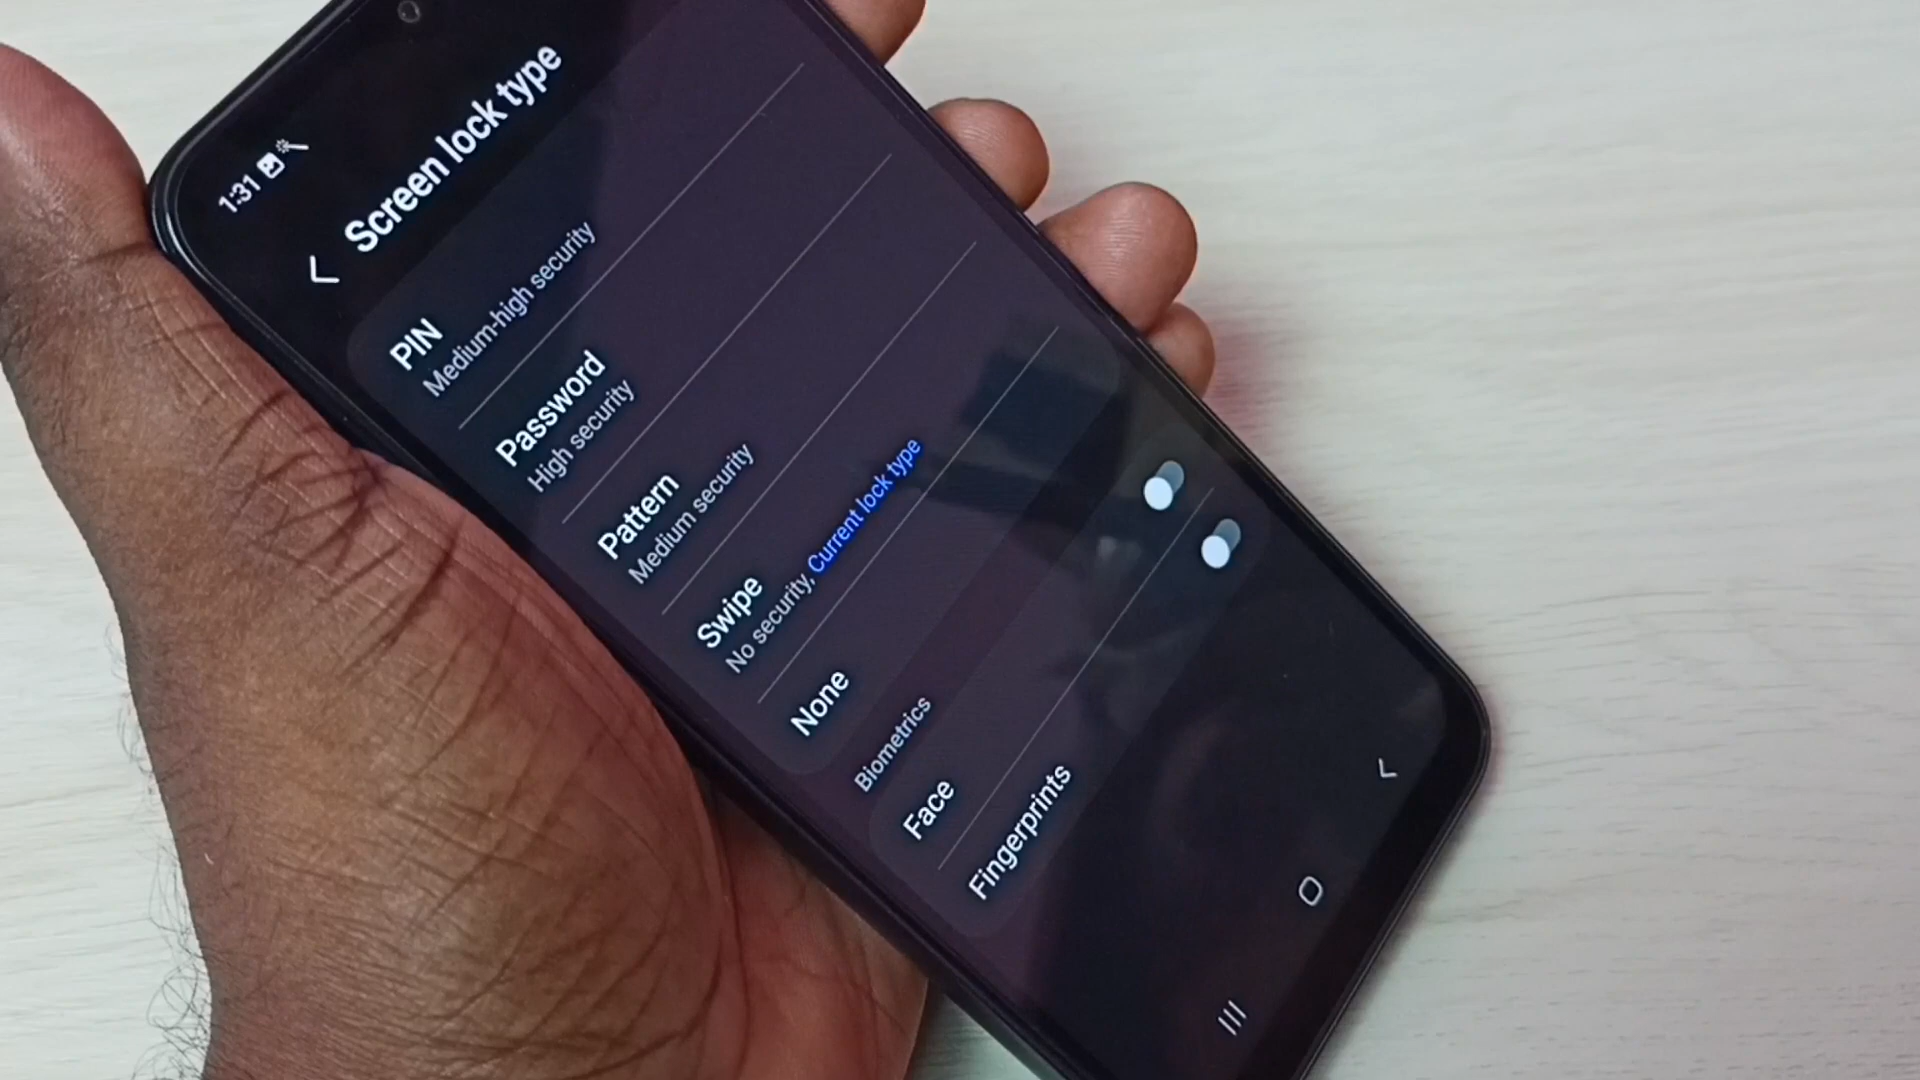 1:31
Screen lock type
PIN
Medium-high security
Password
High security
Pattern
Medium security
Swipe
No security, Current lock type
None
Biometrics
Face
Fingerprints